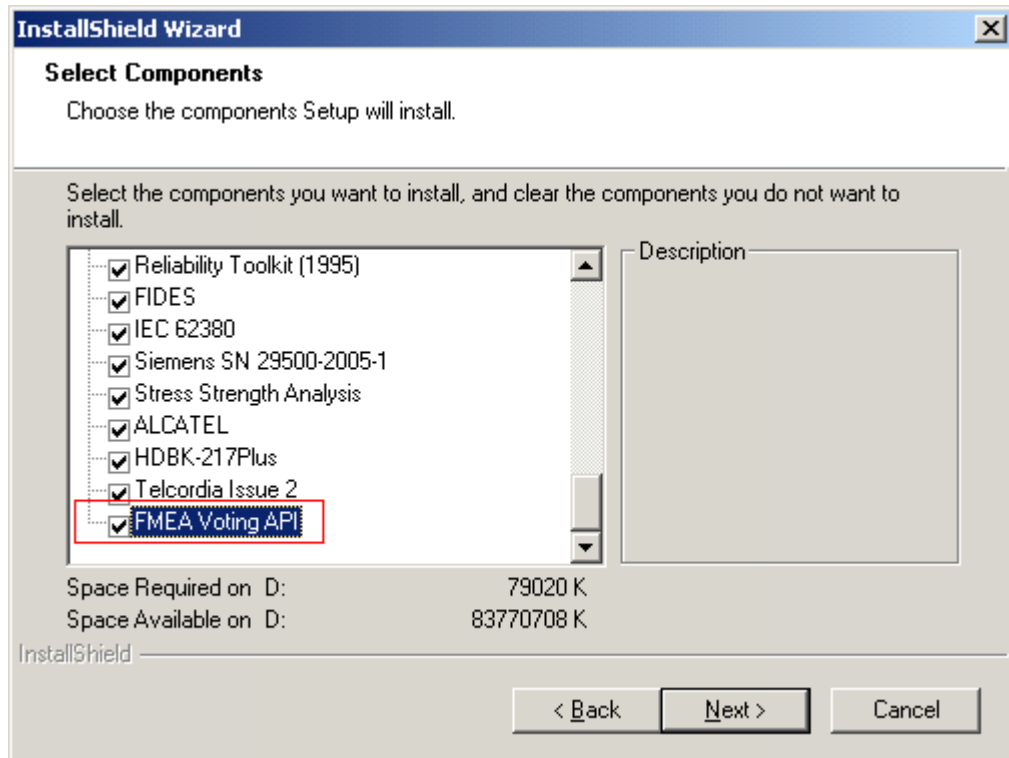 InstallShield Wizard
Select Components
Choose the components Setup will install.
Select the components you want to install, and clear the components you do not want to
install.
Reliability Toolkit (1995)
FIDES
IEC 62380
Siemens SN 29500-2005-1
Stress Strength Analysis
ALCATEL
HDBK-217Plus
Telcordia Issue 2
FMEA Voting API
Description
Space Required on D: 79020 K
Space Available on D: 83770708 K
InstallShield
< Back Next > Cancel